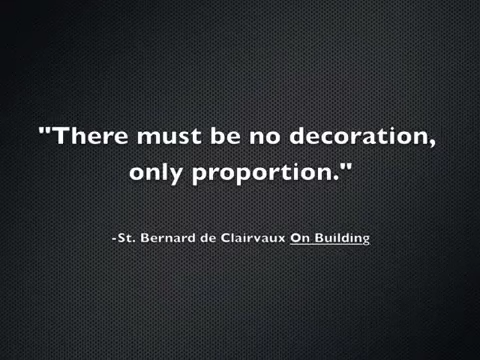 "There must be no decoration,
only proportion."
-St. Bernard de Clairvaux On Building